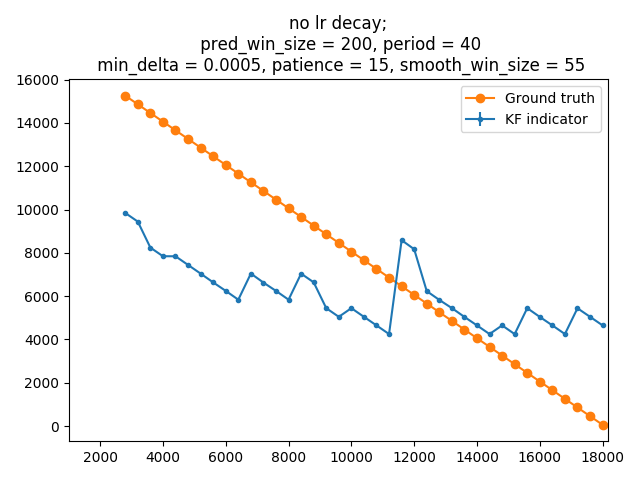 no lr decay;
pred_win_size = 200, period = 40
min_delta = 0.0005, patience = 15, smooth_win_size = 55
16000
14000
12000
10000
8000
6000
4000
2000
0
Ground truth
KF indicator
2000 4000 6000 8000 10000 12000 14000 16000 18000